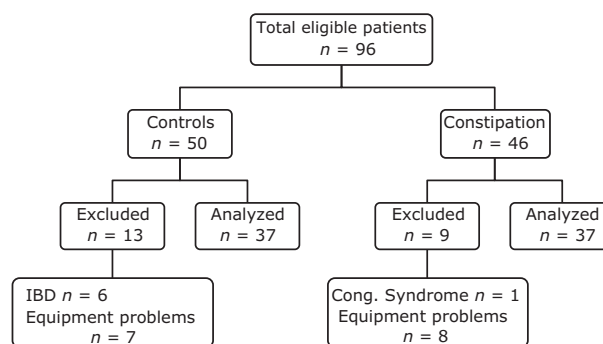 Total eligible patients
n = 96
Controls
n = 50
Constipation
n = 46
Excluded
n = 13
Analyzed
n = 37
Excluded
n = 9
Analyzed
n = 37
IBD n = 6
Equipment problems
n = 7
Cong. Syndrome n = 1
Equipment problems
n = 8